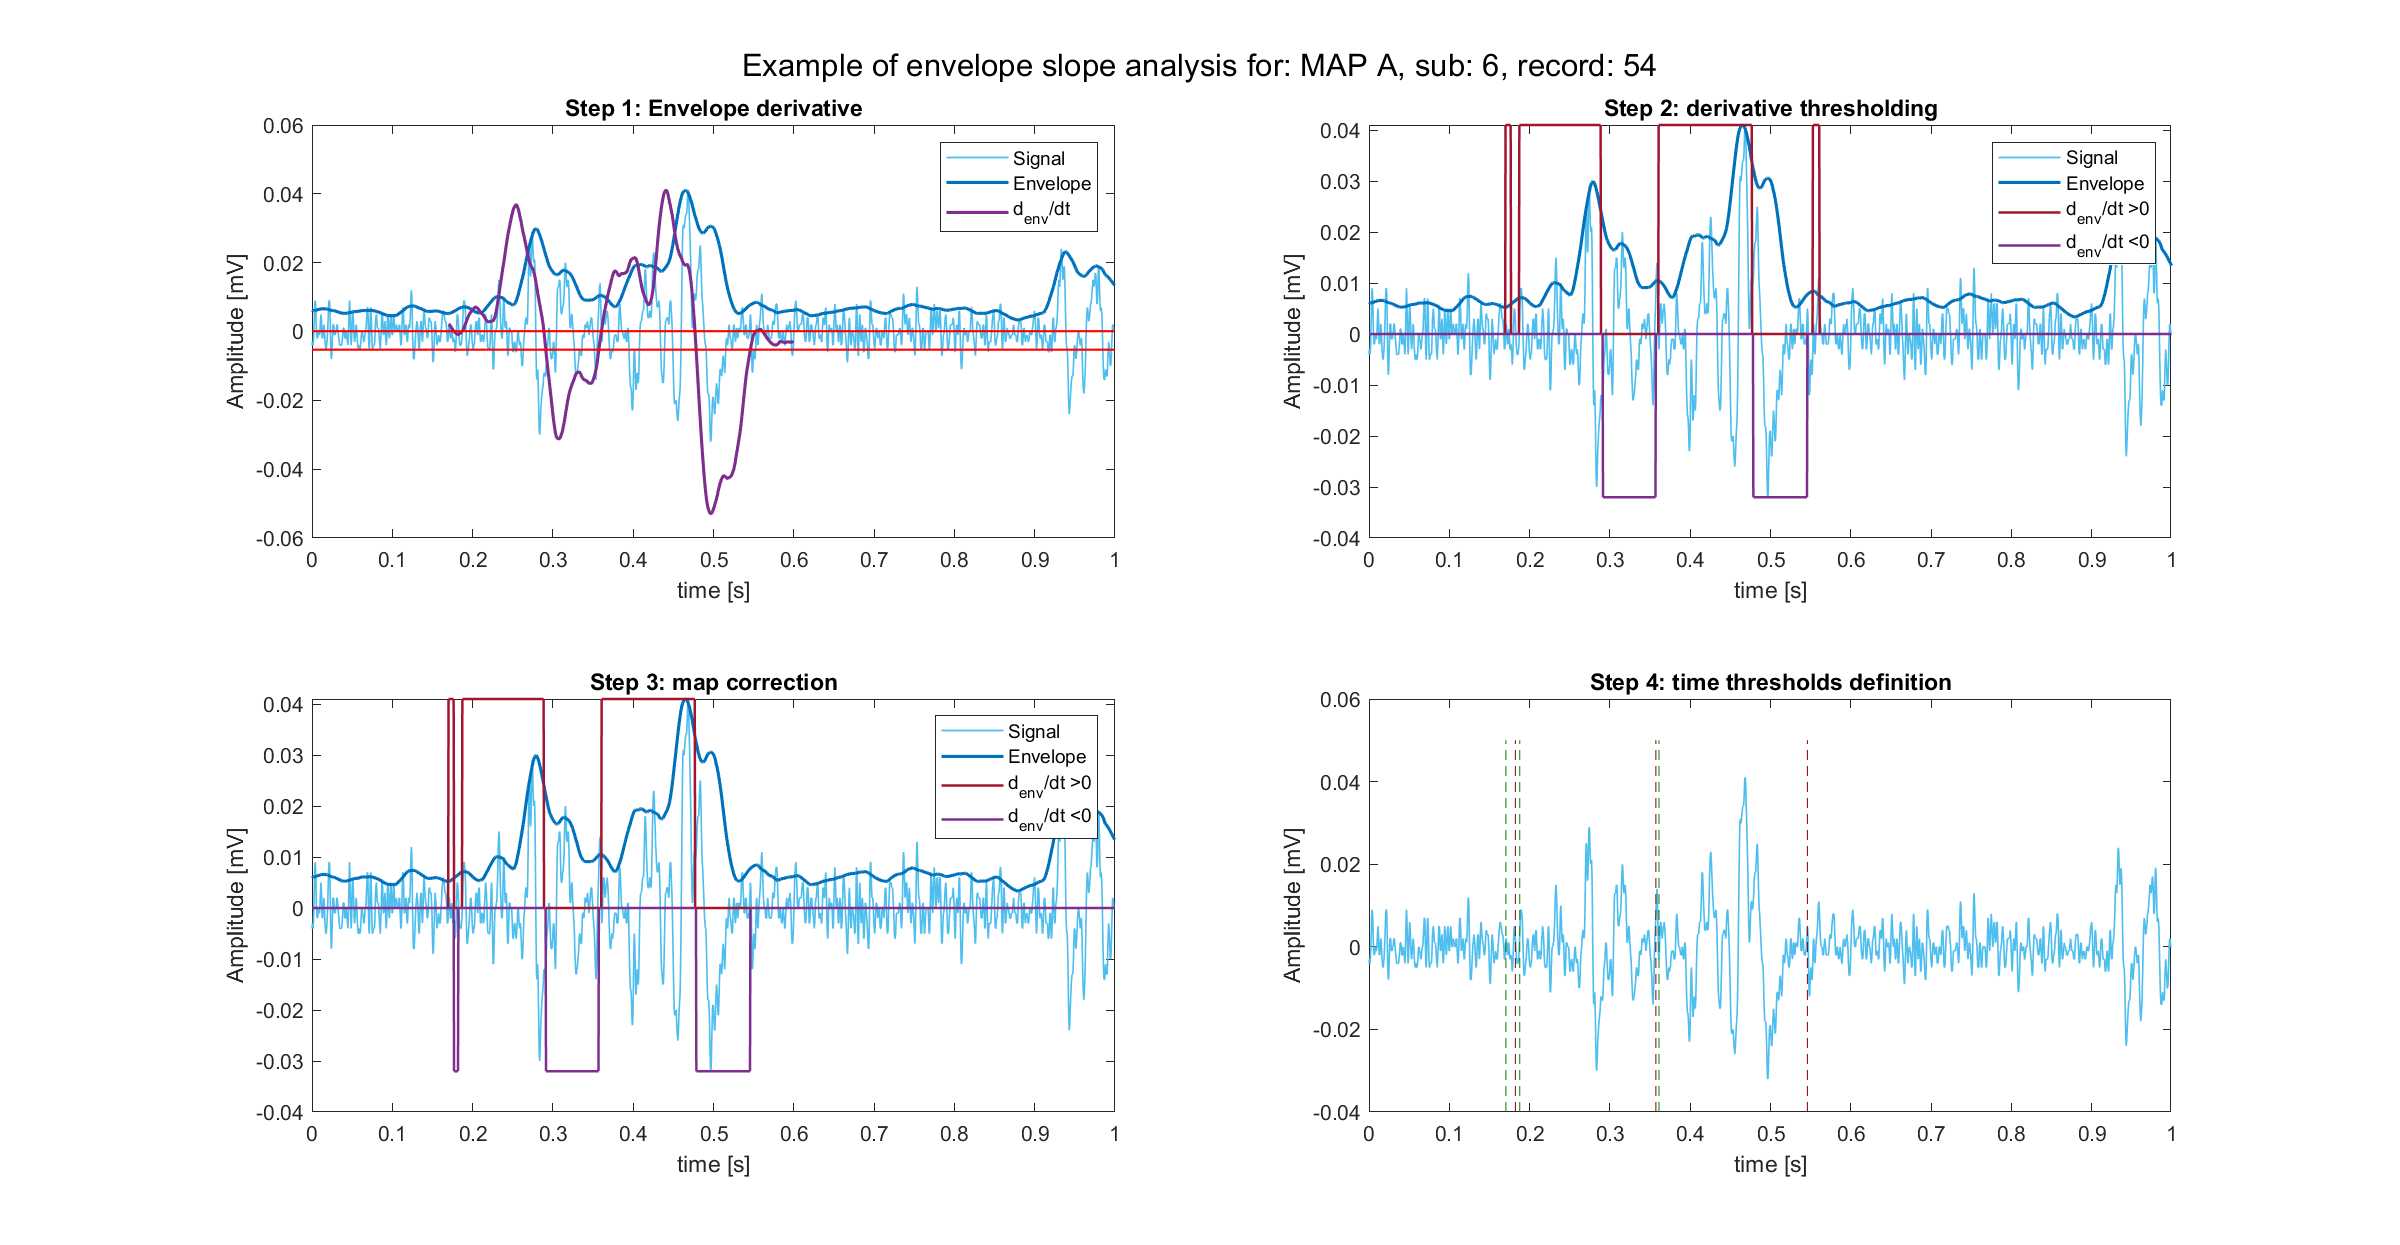 Example of envelope slope analysis for: MAP A, sub: 6, record: 54
Step 1: Envelope derivative
0.06
0.04
0.02
0
-0.02
-0.04
-0.06
Amplitude [mV]
0 0.1 0.2 0.3 0.4 0.5 0.6 0.7 0.8 0.9 1
time [s]
Signal
Envelope
d_env/dt
Step 2: derivative thresholding
0.04
0.03
0.02
0.01
0
-0.01
-0.02
-0.03
-0.04
Amplitude [mV]
0 0.1 0.2 0.3 0.4 0.5 0.6 0.7 0.8 0.9 1
time [s]
Signal
Envelope
d_env/dt >0
d_env/dt <0
Step 3: map correction
0.04
0.03
0.02
0.01
0
-0.01
-0.02
-0.03
-0.04
Amplitude [mV]
0 0.1 0.2 0.3 0.4 0.5 0.6 0.7 0.8 0.9 1
time [s]
Signal
Envelope
d_env/dt >0
d_env/dt <0
Step 4: time thresholds definition
0.06
0.04
0.02
0
-0.02
-0.04
Amplitude [mV]
0 0.1 0.2 0.3 0.4 0.5 0.6 0.7 0.8 0.9 1
time [s]